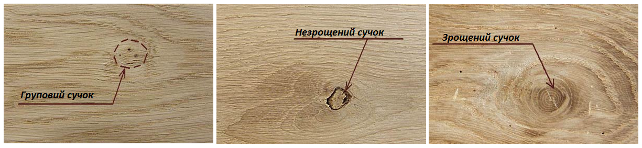 Груповий сучок
Незрощений сучок
Зрощений сучок